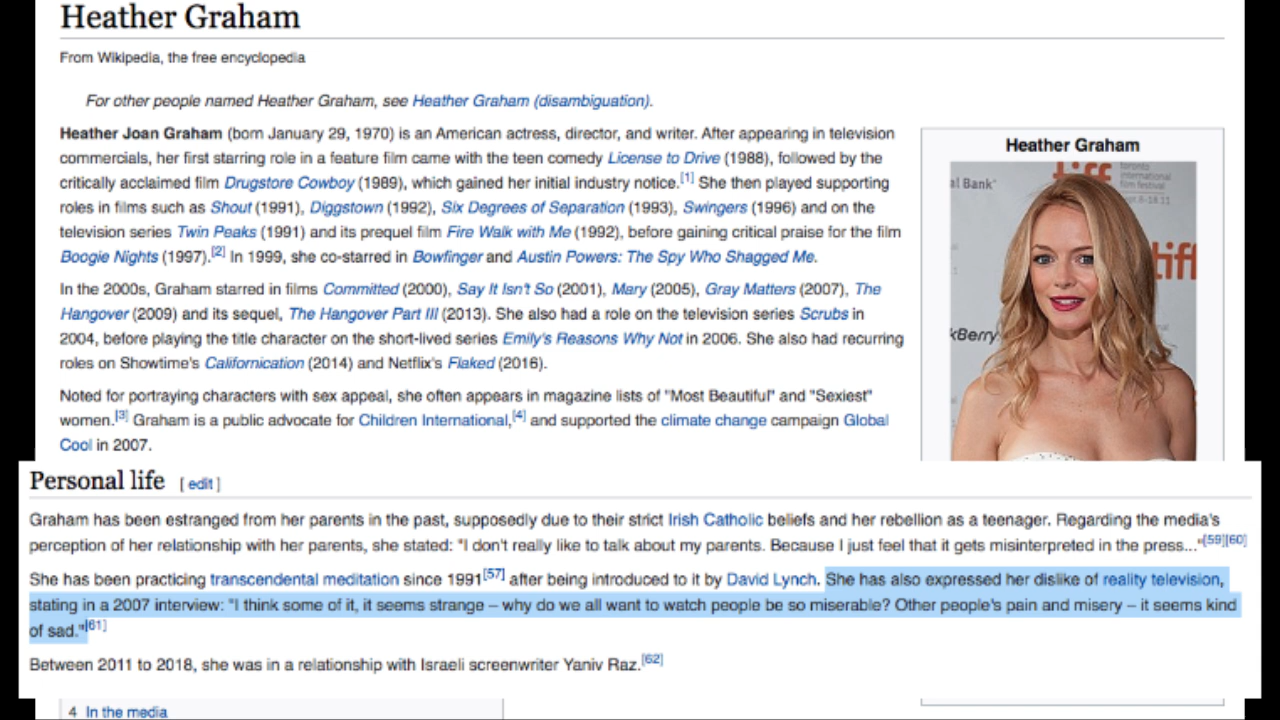 Heather Graham
From Wikipedia, the free encyclopedia
For other people named Heather Graham, see Heather Graham (disambiguation).
Heather Joan Graham (born January 29, 1970) is an American actress, director, and writer. After appearing in television
commercials, her first starring role in a feature film came with the teen comedy License to Drive (1988), followed by the
critically acclaimed film Drugstore Cowboy (1989), which gained her initial industry notice.[1] She then played supporting
roles in films such as Shout (1991), Diggstown (1992), Six Degrees of Separation (1993), Swingers (1996) and on the
television series Twin Peaks (1991) and its prequel film Fire Walk with Me (1992), before gaining critical praise for the film
Boogie Nights (1997).[2] In 1999, she co-starred in Bowfinger and Austin Powers: The Spy Who Shagged Me.
In the 2000s, Graham starred in films Committed (2000), Say It Isn't So (2001), Mary (2005), Gray Matters (2007), The
Hangover (2009) and its sequel, The Hangover Part III (2013). She also had a role on the television series Scrubs in
2004, before playing the title character on the short-lived series Emily's Reasons Why Not in 2006. She also had recurring
roles on Showtime's Californication (2014) and Netflix's Flaked (2016).
Noted for portraying characters with sex appeal, she often appears in magazine lists of "Most Beautiful" and "Sexiest"
women.[3] Graham is a public advocate for Children International,[4] and supported the climate change campaign Global
Cool in 2007.
Heather Graham
tiff
toronto
international
film festival
al Bank*
tiff
kBerry
Personal life [ edit ]
Graham has been estranged from her parents in the past, supposedly due to their strict Irish Catholic beliefs and her rebellion as a teenager. Regarding the media's
perception of her relationship with her parents, she stated: "I don't really like to talk about my parents. Because I just feel that it gets misinterpreted in the press..."[59][60]
She has been practicing transcendental meditation since 1991[57] after being introduced to it by David Lynch. She has also expressed her dislike of reality television,
stating in a 2007 interview: "I think some of it, it seems strange – why do we all want to watch people be so miserable? Other people's pain and misery – it seems kind
of sad."[61]
Between 2011 to 2018, she was in a relationship with Israeli screenwriter Yaniv Raz.[62]
4 In the media